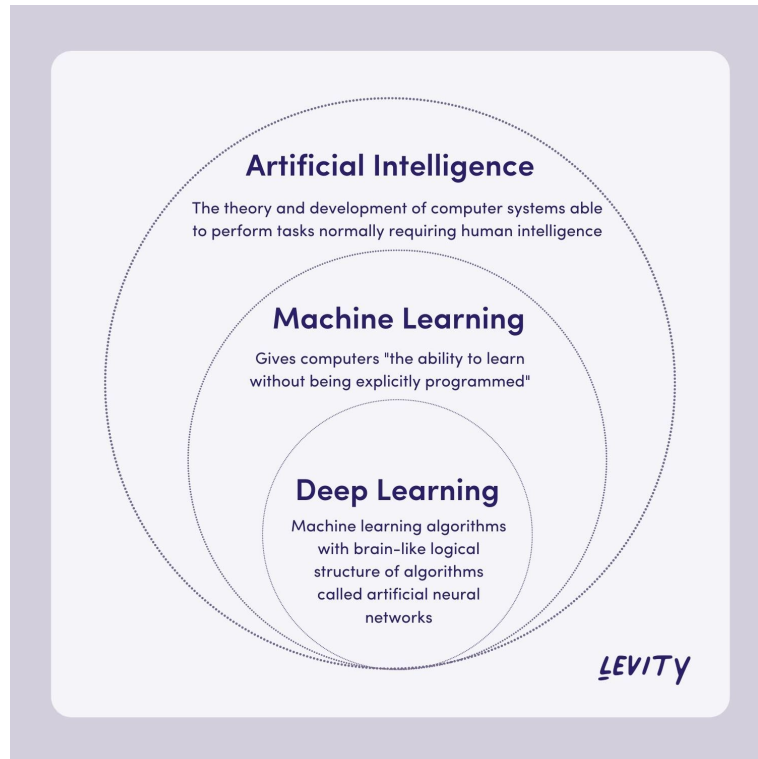 Artificial Intelligence
The theory and development of computer systems able
to perform tasks normally requiring human intelligence
Machine Learning
Gives computers "the ability to learn
without being explicitly programmed"
Deep Learning
Machine learning algorithms
with brain-like logical
structure of algorithms
called artificial neural
networks
LEVITY